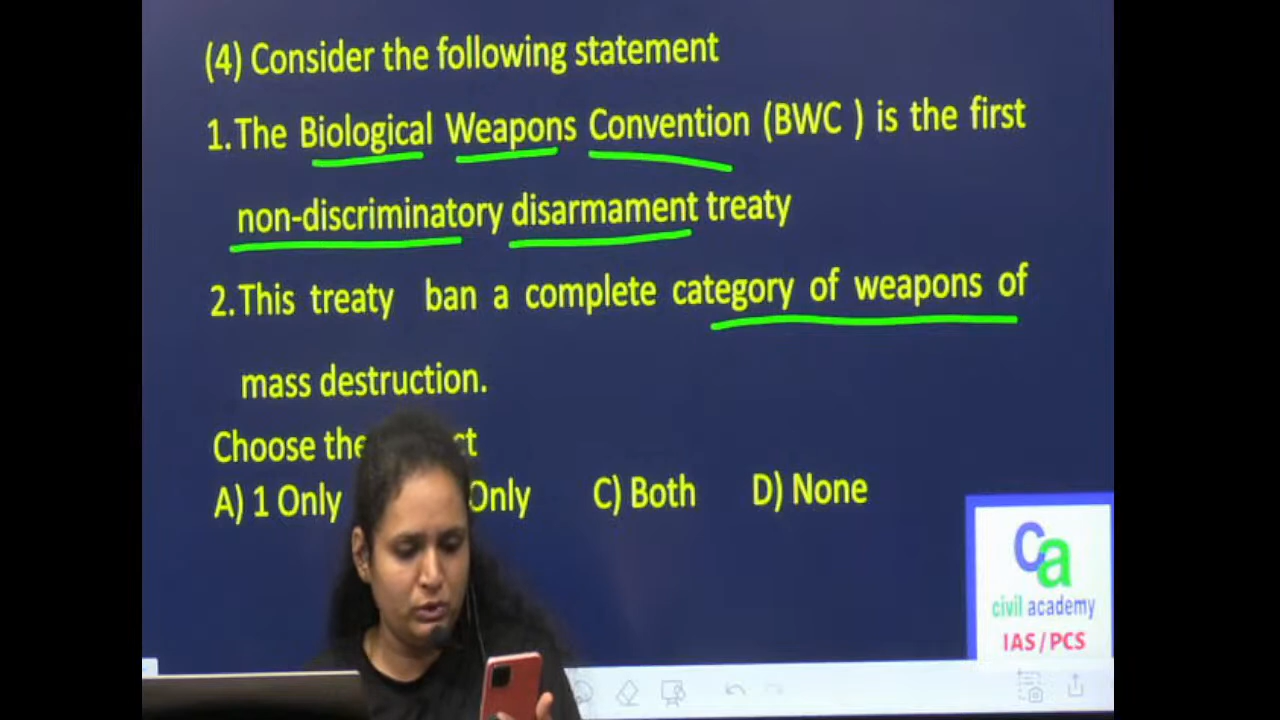 (4) Consider the following statement
1.The Biological Weapons Convention (BWC ) is the first
non-discriminatory disarmament treaty
2.This treaty ban a complete category of weapons of
mass destruction.
Choose the ct
A) 1 Only Only C) Both D) None
Ca
civil academy
IAS/PCS